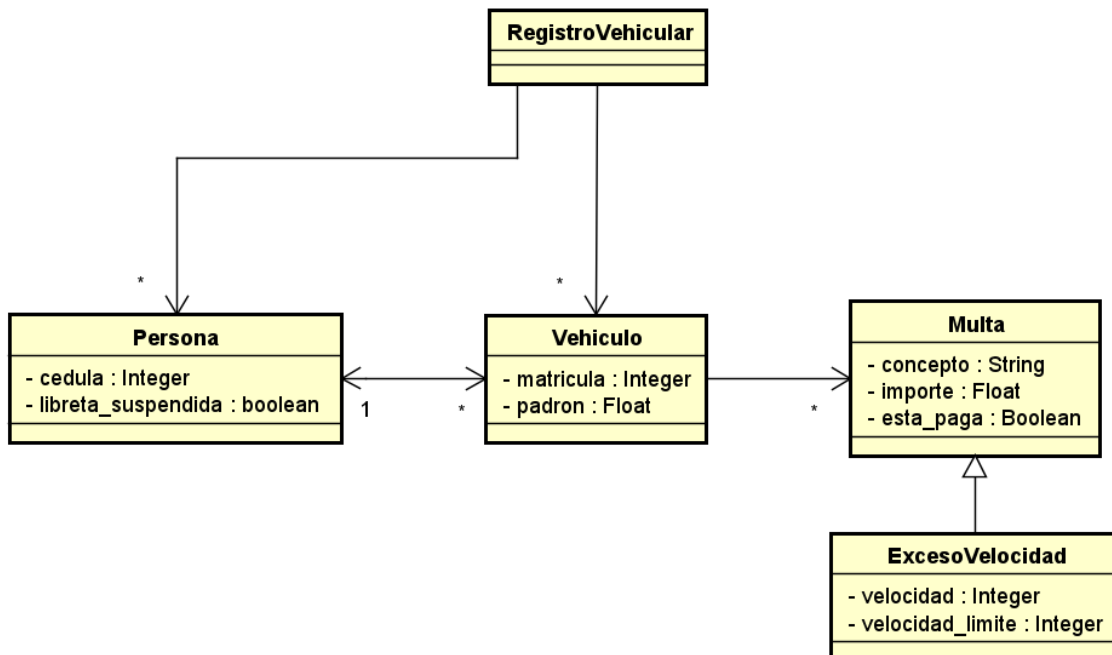 RegistroVehicular
*
*
Persona
- cedula : Integer
- libreta_suspendida : boolean
1
*
Vehiculo
- matricula : Integer
- padron : Float
*
Multa
- concepto : String
- importe : Float
- esta_paga : Boolean
ExcesoVelocidad
- velocidad : Integer
- velocidad_limite : Integer